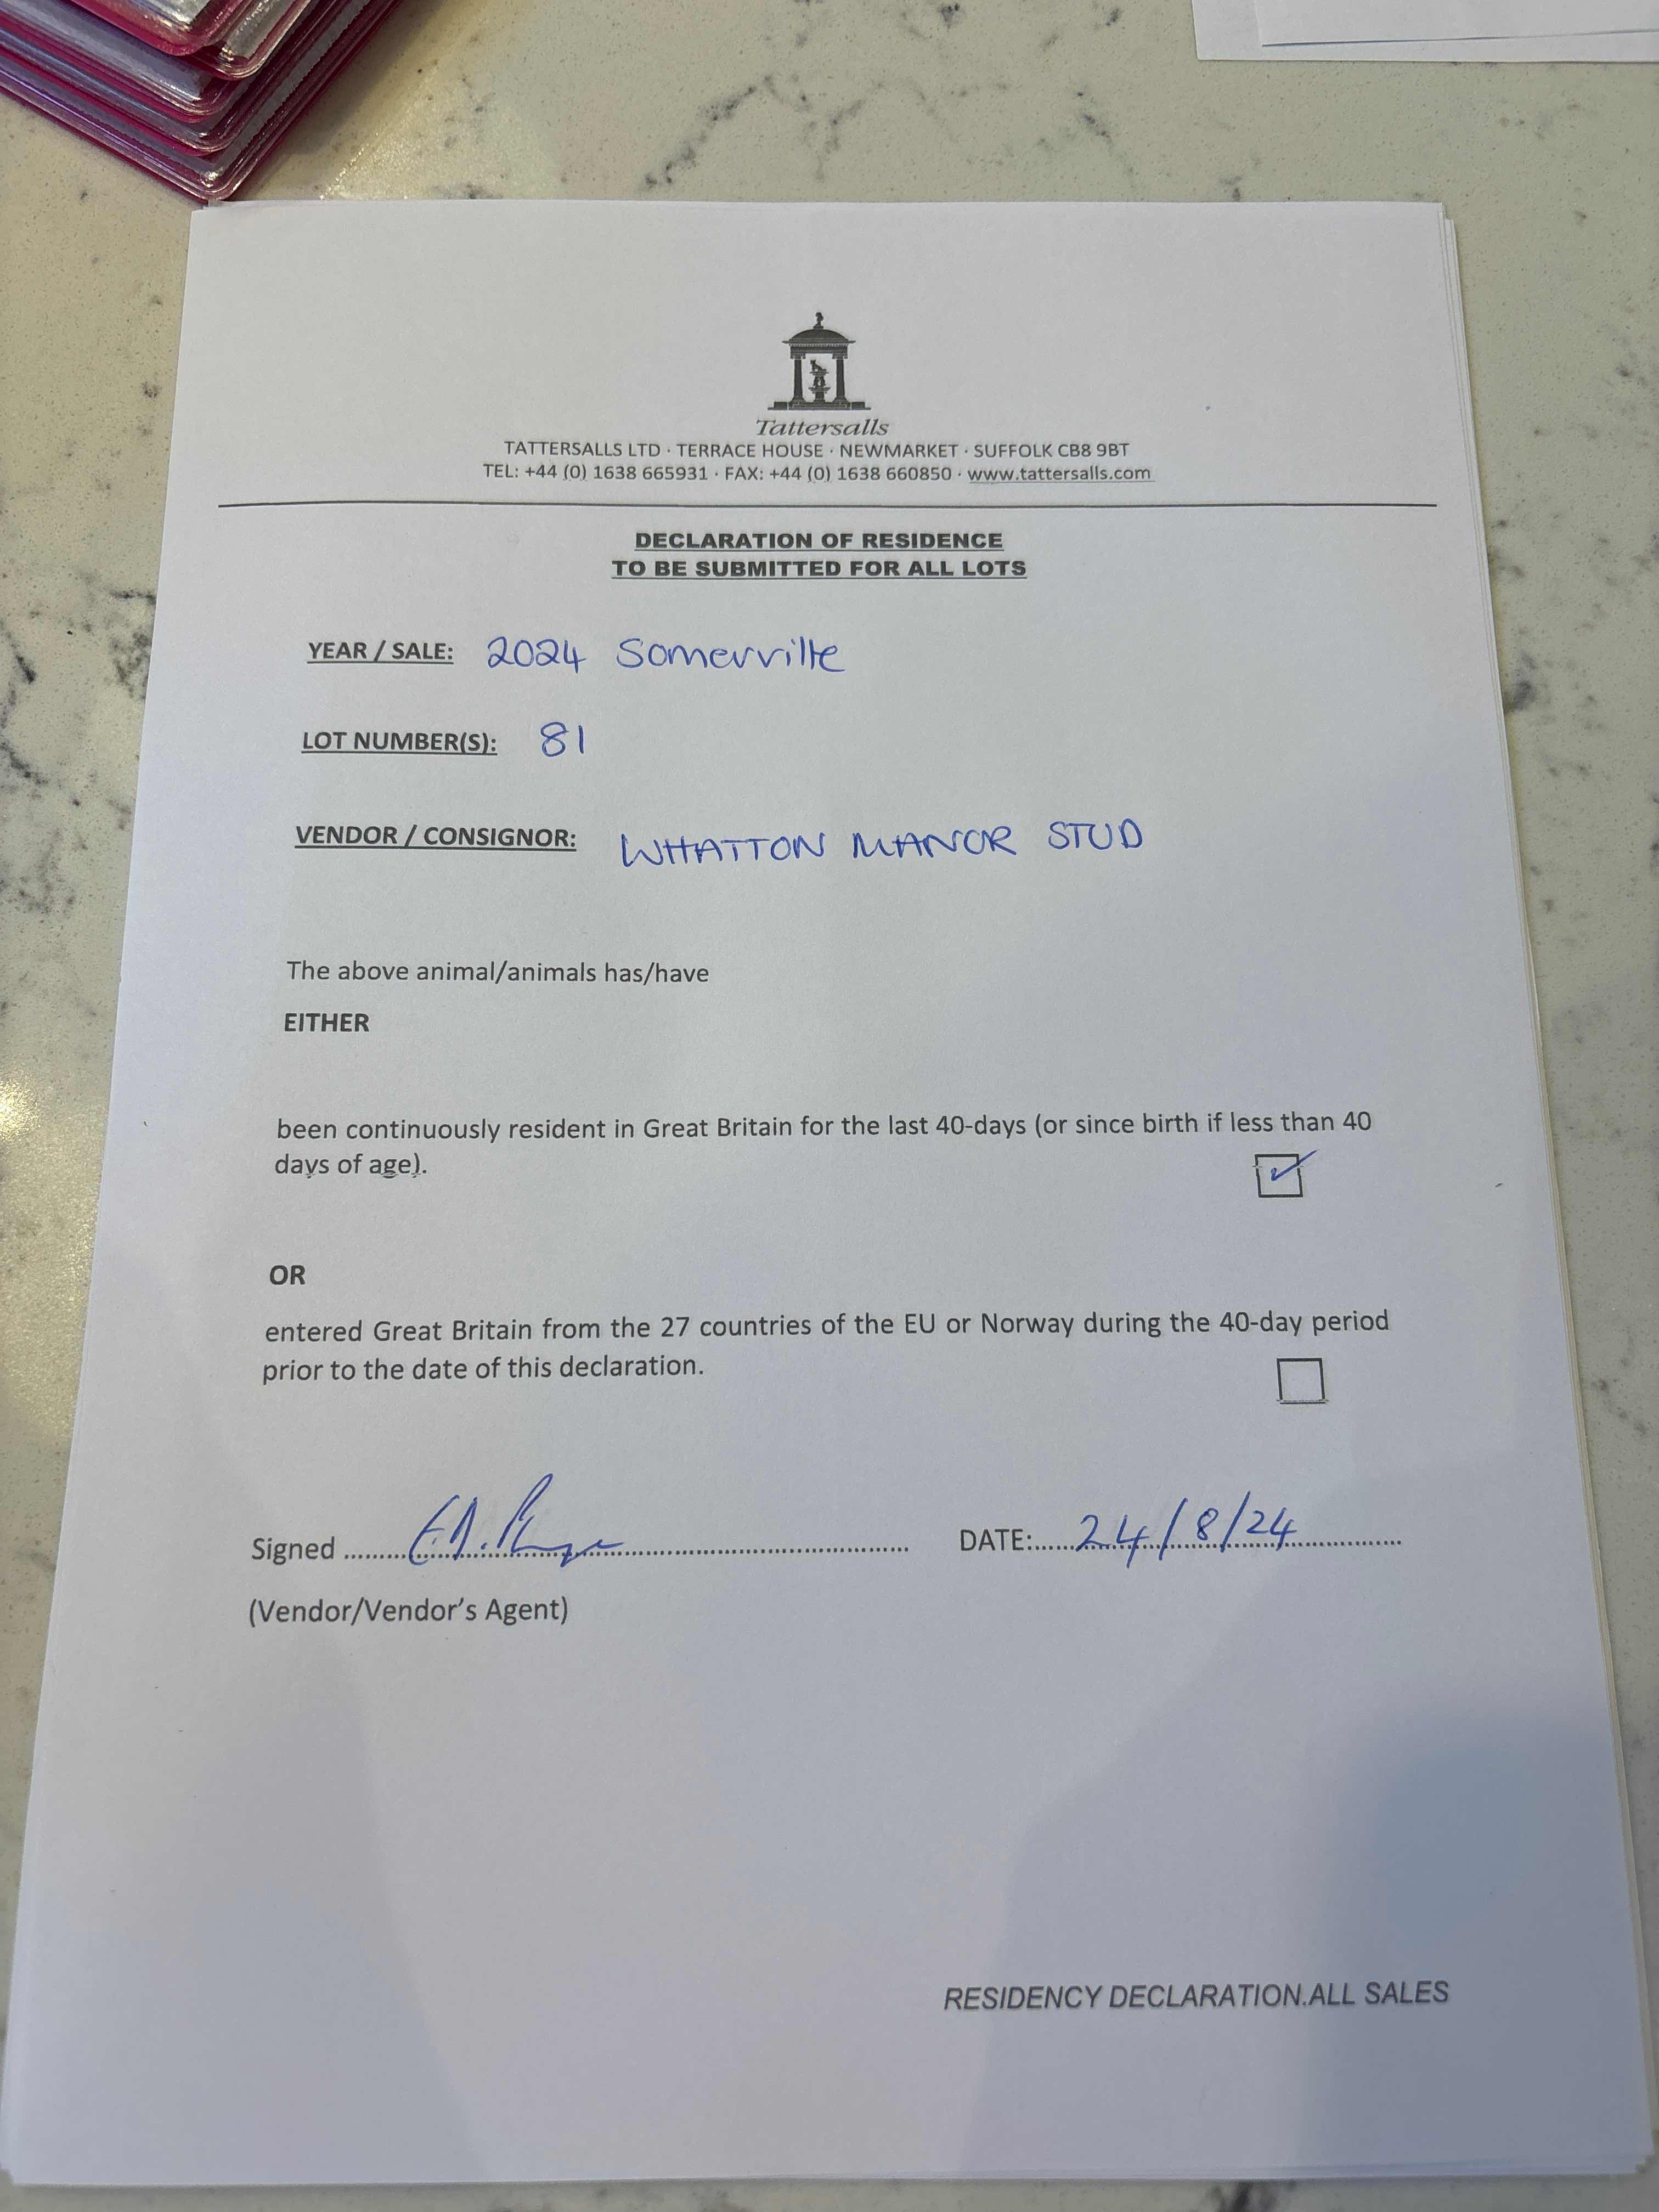 Tattersalls
TATTERSALLS LTD · TERRACE HOUSE · NEWMARKET · SUFFOLK CB8 9BT
TEL: +44 (0) 1638 665931 · FAX: +44 (0) 1638 660850 · www.tattersalls.com
DECLARATION OF RESIDENCE
TO BE SUBMITTED FOR ALL LOTS
YEAR / SALE: 2024 Somerville
LOT NUMBER(S): 81
VENDOR / CONSIGNOR: WHATTON MANOR STUD
The above animal/animals has/have
EITHER
been continuously resident in Great Britain for the last 40-days (or since birth if less than 40
days of age).
OR
entered Great Britain from the 27 countries of the EU or Norway during the 40-day period
prior to the date of this declaration.
Signed DATE: 24/8/24
(Vendor/Vendor's Agent)
RESIDENCY DECLARATION.ALL SALES